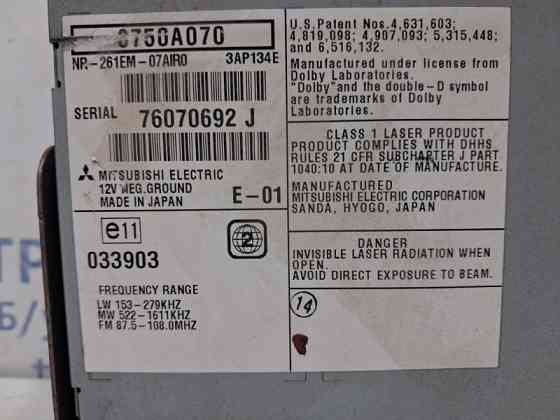 8750A070
NR-261EM-07AIR0 3AP134E
SERIAL 76070692 J
MITSUBISHI ELECTRIC
12V NEG.GROUND
MADE IN JAPAN
E-01
e11
033903
2
FREQUENCY RANGE
LW 153-279KHZ
MW 522-1611KHZ
FM 87.5-108.0MHZ
U.S.Patent Nos.4,631,603;
4,819,098; 4,907,093; 5,315,448;
and 6,516,132.
Manufactured under license from
Dolby Laboratories.
"Dolby"and the double-D symbol
are trademarks of Dolby
Laboratories.
CLASS 1 LASER PRODUCT
PRODUCT COMPLIES WITH DHHS
RULES 21 CFR SUBCHAPTER J PART
1040:10 AT DATE OF MANUFACTURE.
MANUFACTURED
MITSUBISHI ELECTRIC CORPORATION
SANDA, HYOGO, JAPAN
DANGER
INVISIBLE LASER RADIATION WHEN
OPEN.
AVOID DIRECT EXPOSURE TO BEAM.
14